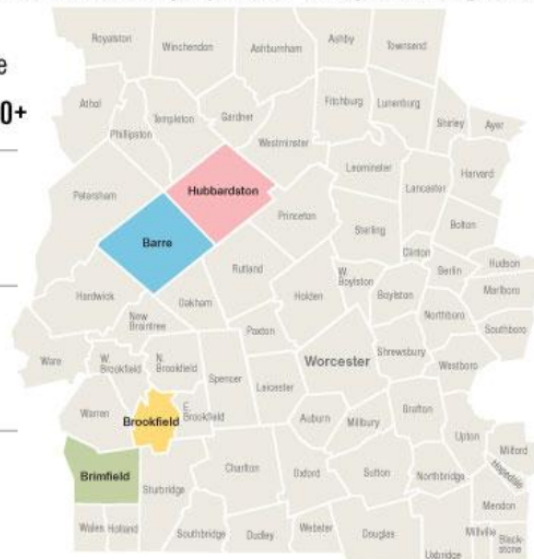 Royalston
Winchendon
Ashburnham
Ashby
Townsend
e
0+
Athol
Phillipston
Templeton
Gardner
Westminster
Fitchburg
Lunenburg
Shirley
Ayer
Petersham
Hubbardston
Barre
Princeton
Leominster
Lancaster
Harvard
Sterling
Bolton
Clinton
Rutland
Hardwick
Oakham
Holden
W.
Boylston
Boylston
Berlin
Hudson
Marlboro
Northboro
Southboro
New
Braintree
Paxton
Ware
W.
Brookfield
N.
Brookfield
Spencer
Leicester
Worcester
Shrewsbury
Westboro
Warren
Brookfield
E.
Brookfield
Auburn
Millbury
Grafton
Upton
Milford
Hopedale
Brimfield
Sturbridge
Charlton
Oxford
Sutton
Northbridge
Mendon
Wales
Holland
Southbridge
Dudley
Webster
Douglas
Uxbridge
Millville
Black-
stone